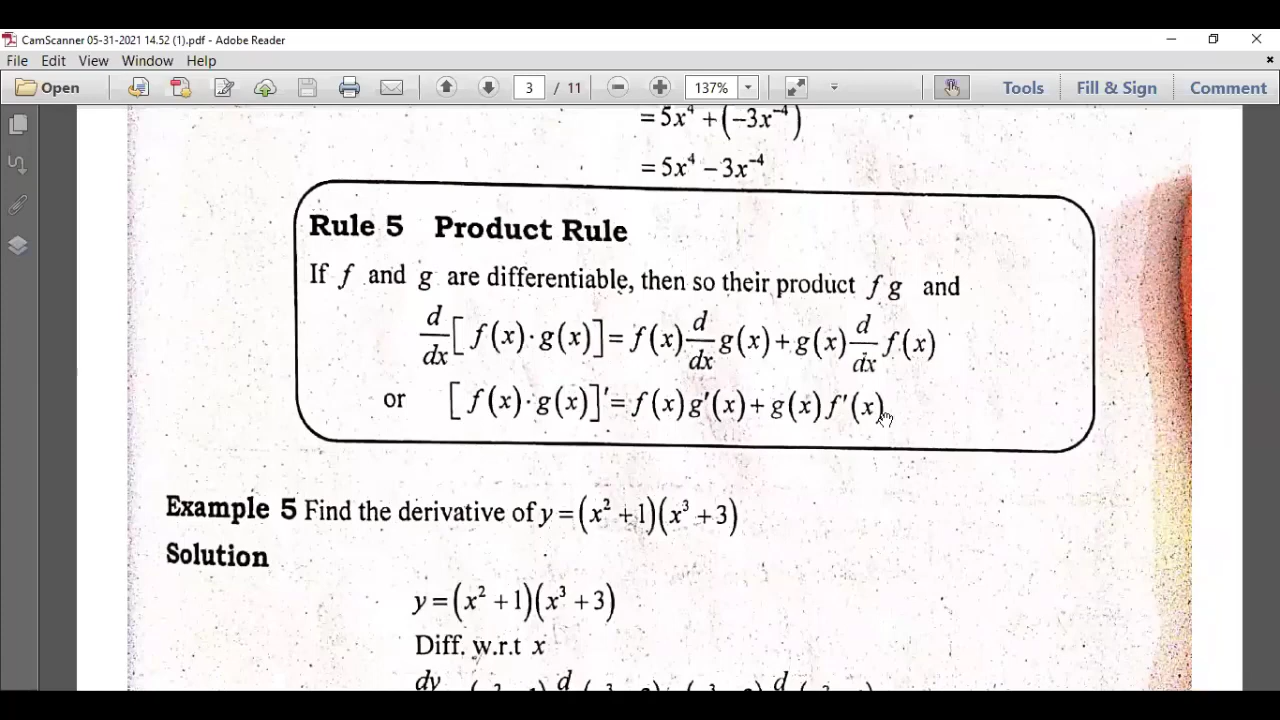 CamScanner 05-31-2021 14.52 (1).pdf - Adobe Reader
File Edit View Window Help
Open 3 / 11 137% Tools Fill & Sign Comment
= 5x⁴ + (−3x⁻⁴)
= 5x⁴ − 3x⁻⁴
Rule 5 Product Rule
If f and g are differentiable, then so their product f g and
d/dx [ f(x) · g(x)] = f(x) d/dx g(x) + g(x) d/dx f(x)
or [ f(x) · g(x)]' = f(x) g'(x) + g(x) f'(x)
Example 5 Find the derivative of y = (x² + 1)(x³ + 3)
Solution
y = (x² + 1)(x³ + 3)
Diff. w.r.t x
dy d d